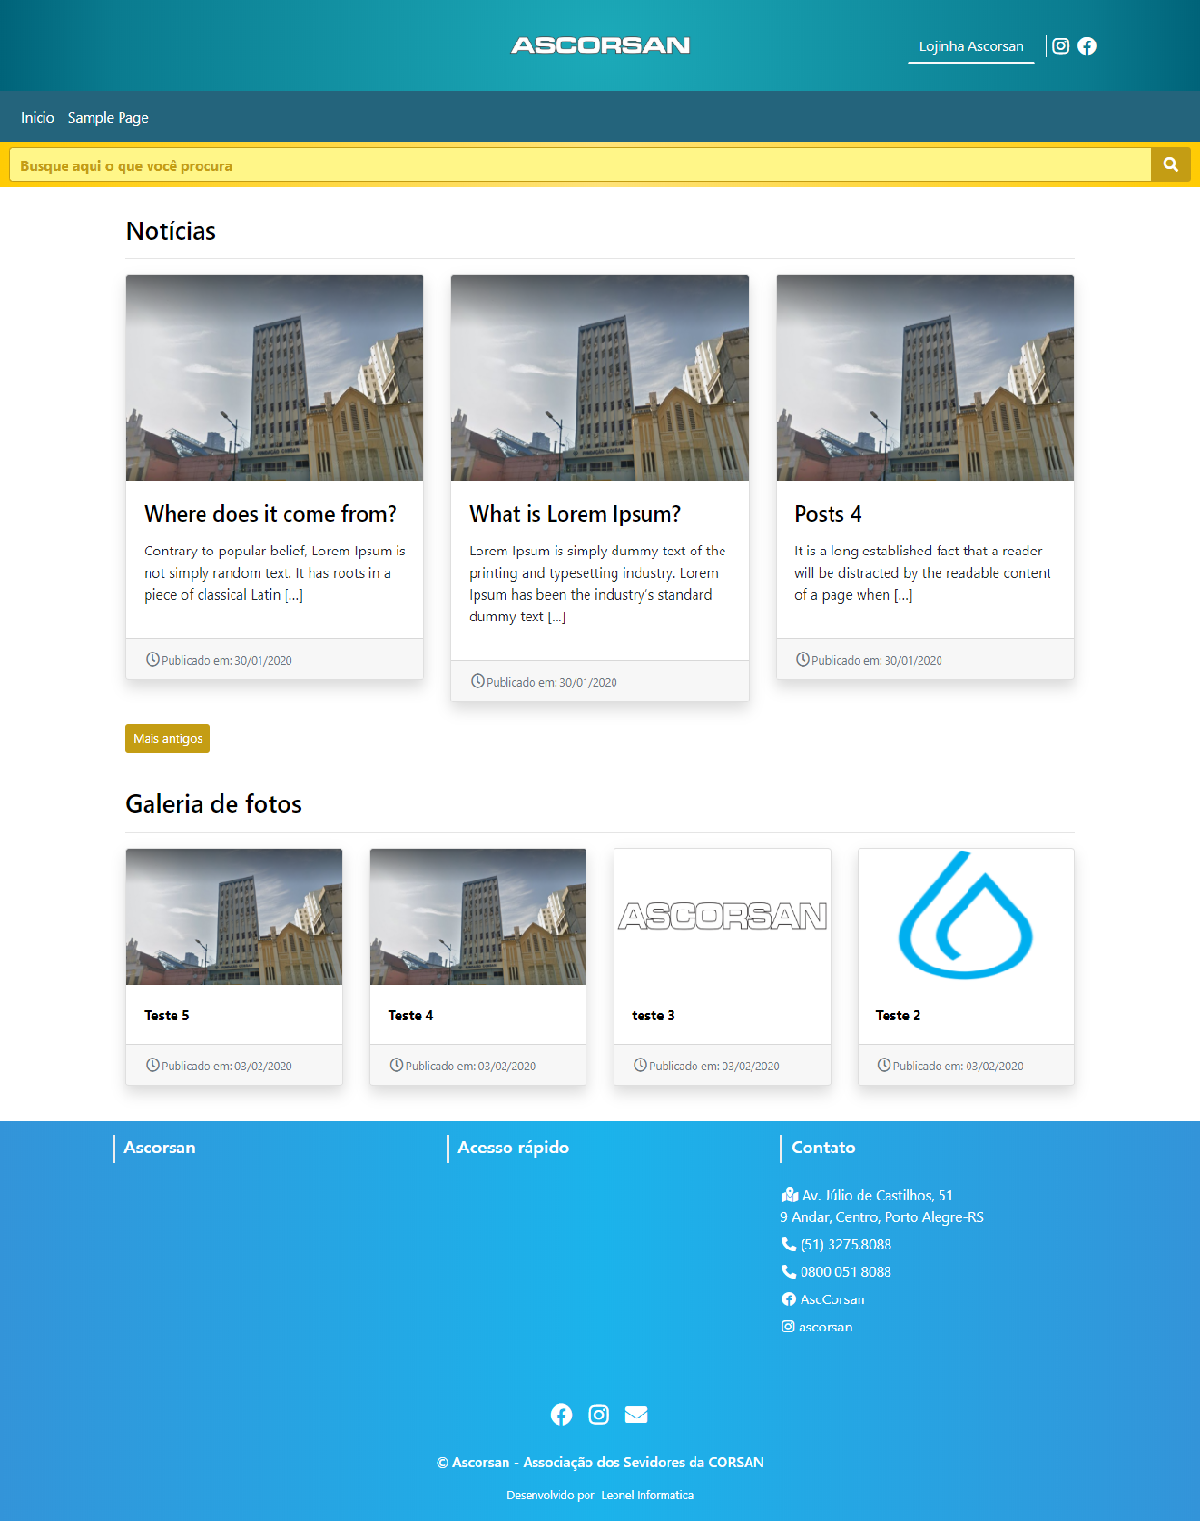 ASCORSAN
Lojinha Ascorsan
Inicio Sample Page
Busque aqui o que você procura
Notícias
Where does it come from?
Contrary to popular belief, Lorem Ipsum is
not simply random text. It has roots in a
piece of classical Latin [...]
Publicado em: 30/01/2020
What is Lorem Ipsum?
Lorem Ipsum is simply dummy text of the
printing and typesetting industry. Lorem
Ipsum has been the industry's standard
dummy text [...]
Publicado em: 30/01/2020
Posts 4
It is a long established fact that a reader
will be distracted by the readable content
of a page when [...]
Publicado em: 30/01/2020
Mais antigos
Galeria de fotos
Teste 5
Publicado em: 03/02/2020
Teste 4
Publicado em: 03/02/2020
ASCORSAN
teste 3
Publicado em: 03/02/2020
Teste 2
Publicado em: 03/02/2020
Ascorsan
Acesso rápido
Contato
Av. Júlio de Castilhos, 51
9 Andar, Centro, Porto Alegre-RS
(51) 3275.8088
0800 051 8088
AscCorsan
ascorsan
© Ascorsan - Associação dos Sevidores da CORSAN
Desenvolvido por Leonel Informatica